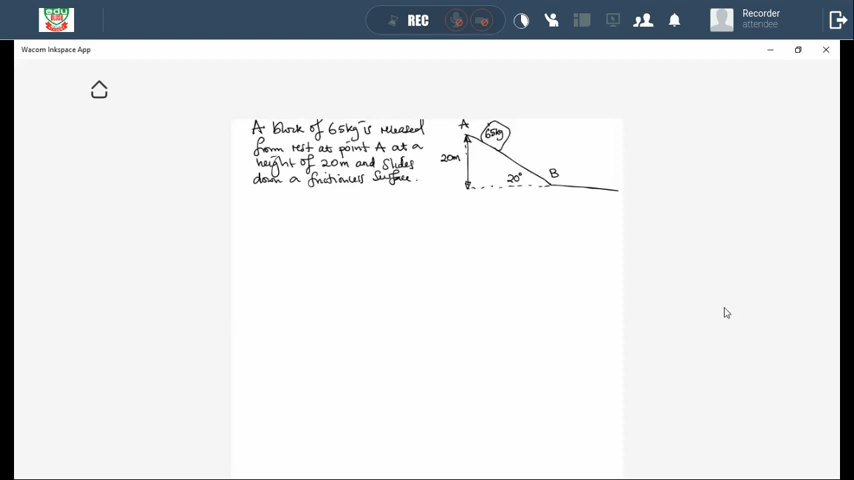 edu
REC
Recorder
attendee
Wacom Inkspace App
A block of 65kg is released
from rest at point A at a
height of 20m and slides
down a frictionless surface.
A
65kg
20m
20°
B